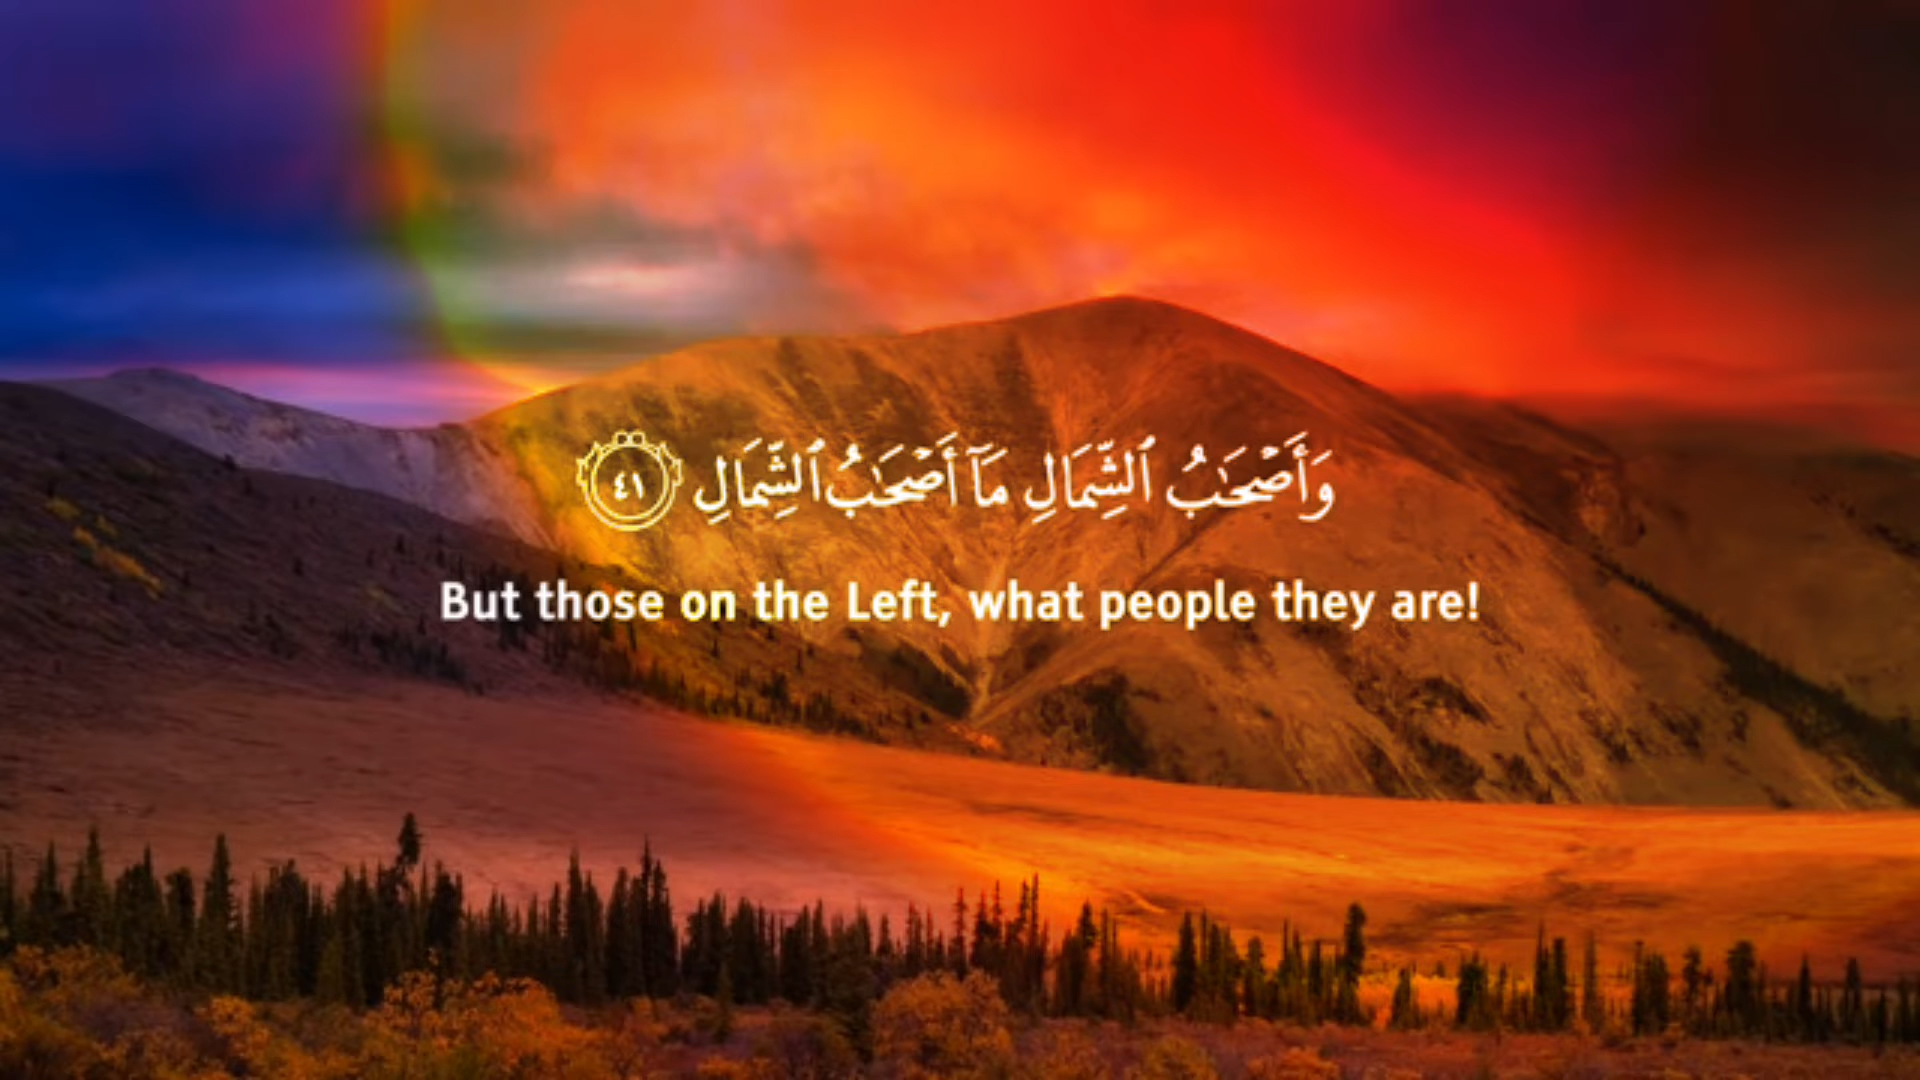 وَأَصْحَٰبُ ٱلشِّمَالِ مَآ أَصْحَٰبُ ٱلشِّمَالِ ٤١
But those on the Left, what people they are!